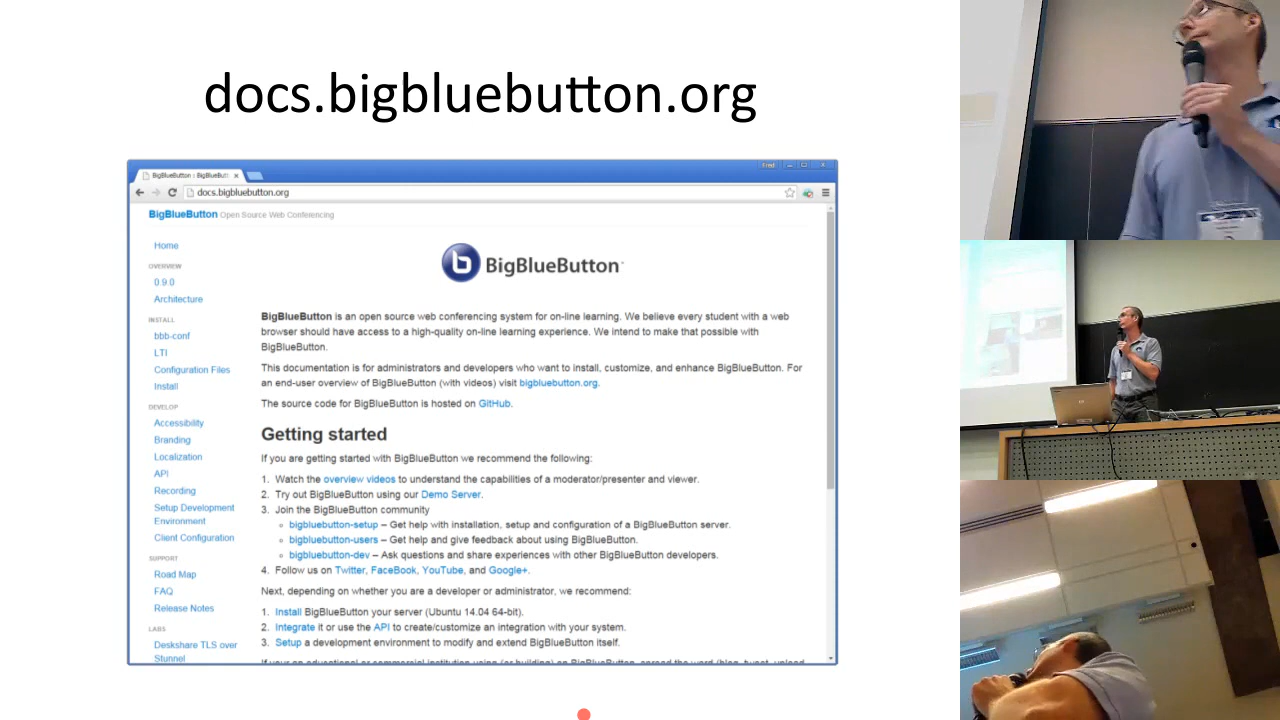 docs.bigbluebutton.org
BigBlueButton : BigBlueButt
Fred
docs.bigbluebutton.org
BigBlueButton Open Source Web Conferencing
Home
OVERVIEW
0.9.0
Architecture
INSTALL
bbb-conf
LTI
Configuration Files
Install
DEVELOP
Accessibility
Branding
Localization
API
Recording
Setup Development
Environment
Client Configuration
SUPPORT
Road Map
FAQ
Release Notes
LABS
Deskshare TLS over
Stunnel
b BigBlueButton
BigBlueButton is an open source web conferencing system for on-line learning. We believe every student with a web
browser should have access to a high-quality on-line learning experience. We intend to make that possible with
BigBlueButton.
This documentation is for administrators and developers who want to install, customize, and enhance BigBlueButton. For
an end-user overview of BigBlueButton (with videos) visit bigbluebutton.org.
The source code for BigBlueButton is hosted on GitHub.
Getting started
If you are getting started with BigBlueButton we recommend the following:
1. Watch the overview videos to understand the capabilities of a moderator/presenter and viewer.
2. Try out BigBlueButton using our Demo Server.
3. Join the BigBlueButton community
bigbluebutton-setup – Get help with installation, setup and configuration of a BigBlueButton server.
bigbluebutton-users – Get help and give feedback about using BigBlueButton.
bigbluebutton-dev – Ask questions and share experiences with other BigBlueButton developers.
4. Follow us on Twitter, FaceBook, YouTube, and Google+.
Next, depending on whether you are a developer or administrator, we recommend:
1. Install BigBlueButton your server (Ubuntu 14.04 64-bit).
2. Integrate it or use the API to create/customize an integration with your system.
3. Setup a development environment to modify and extend BigBlueButton itself.